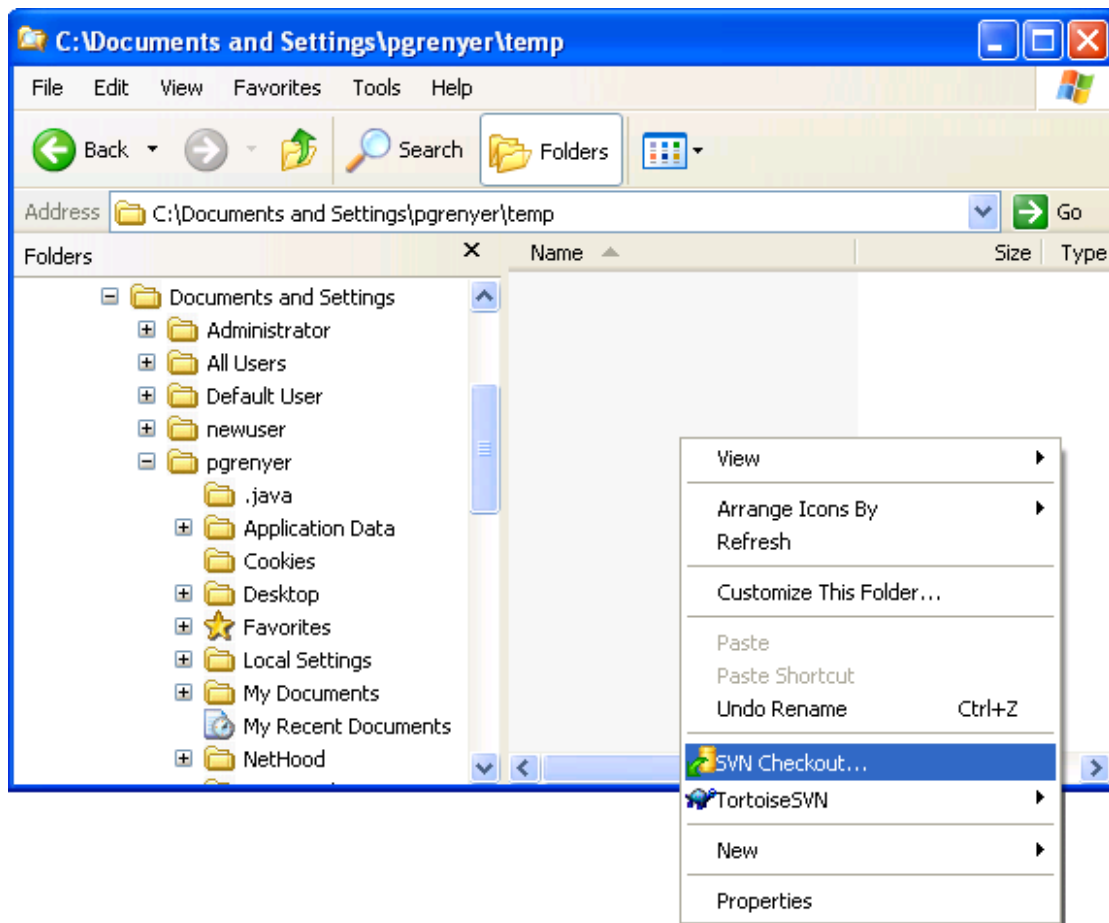 C:\Documents and Settings\pgrenyer\temp
File Edit View Favorites Tools Help
Back Search Folders
Address C:\Documents and Settings\pgrenyer\temp Go
Folders Name Size Type
Documents and Settings
Administrator
All Users
Default User
newuser
pgrenyer
.java
Application Data
Cookies
Desktop
Favorites
Local Settings
My Documents
My Recent Documents
NetHood
View
Arrange Icons By
Refresh
Customize This Folder...
Paste
Paste Shortcut
Undo Rename Ctrl+Z
SVN Checkout...
TortoiseSVN
New
Properties